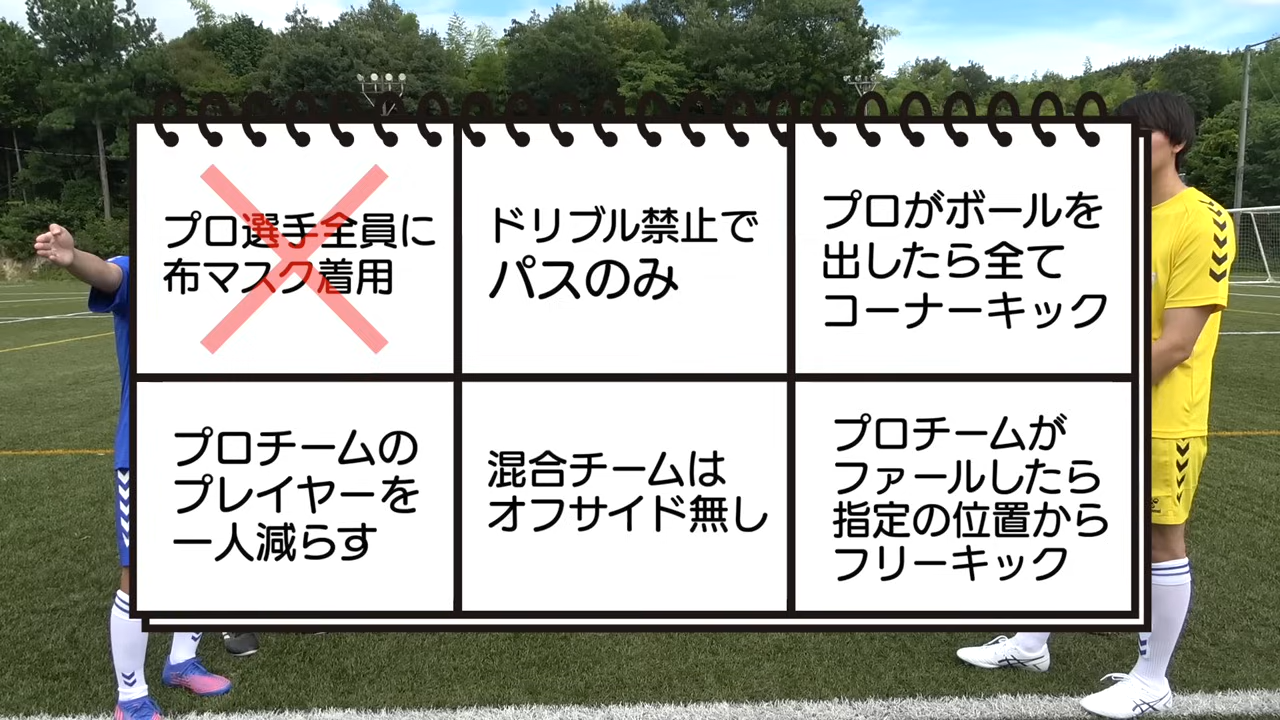 プロ選手全員に
布マスク着用
ドリブル禁止で
パスのみ
プロがボールを
出したら全て
コーナーキック
プロチームの
プレイヤーを
一人減らす
混合チームは
オフサイド無し
プロチームが
ファールしたら
指定の位置から
フリーキック